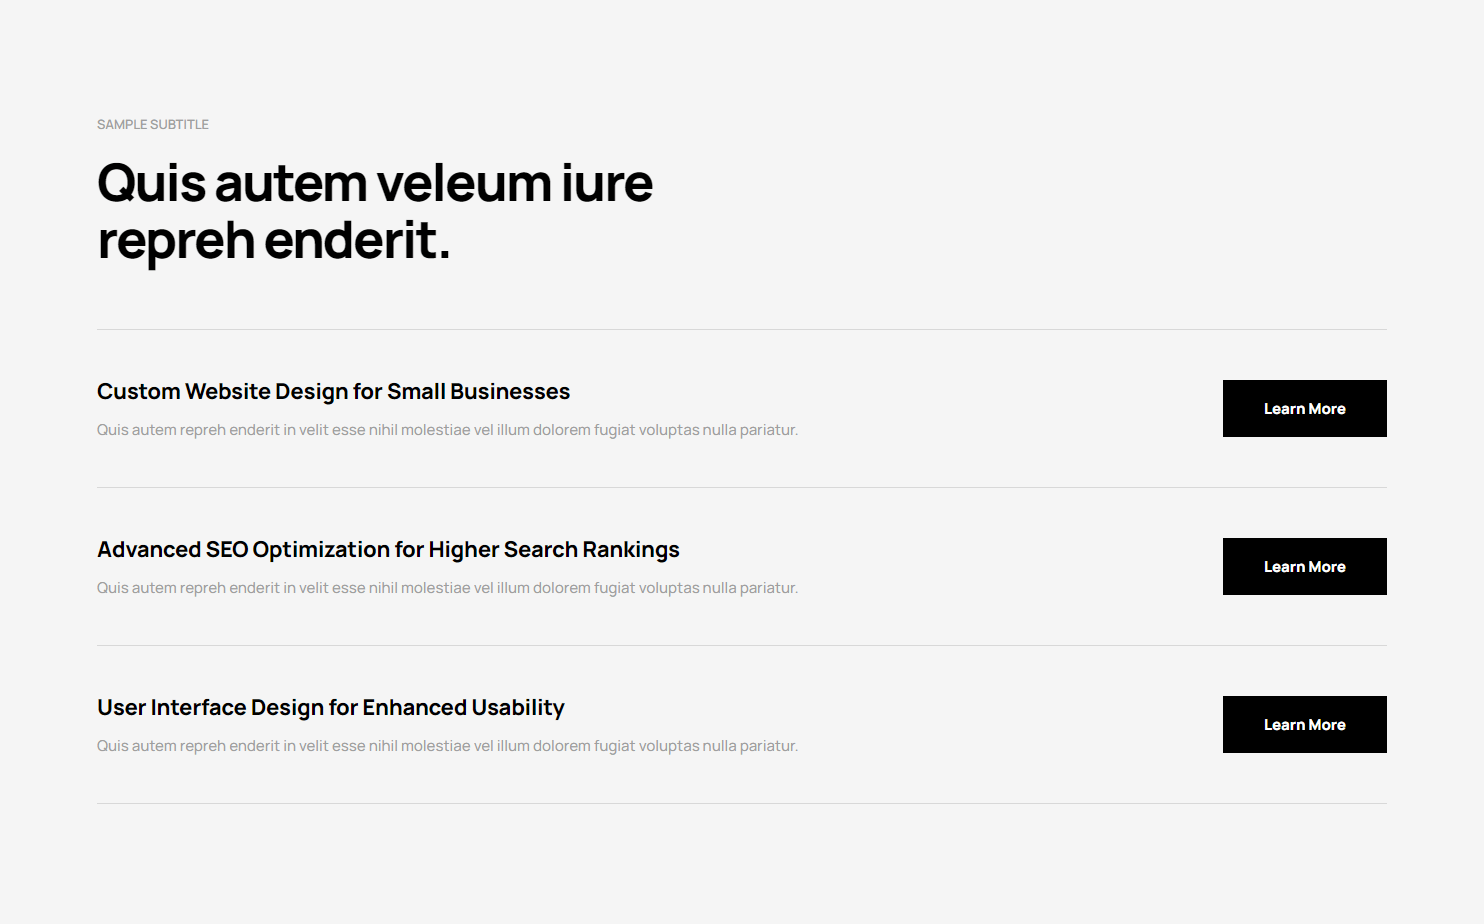 SAMPLE SUBTITLE
Quis autem veleum iure
repreh enderit.
Custom Website Design for Small Businesses
Quis autem repreh enderit in velit esse nihil molestiae vel illum dolorem fugiat voluptas nulla pariatur.
Learn More
Advanced SEO Optimization for Higher Search Rankings
Quis autem repreh enderit in velit esse nihil molestiae vel illum dolorem fugiat voluptas nulla pariatur.
Learn More
User Interface Design for Enhanced Usability
Quis autem repreh enderit in velit esse nihil molestiae vel illum dolorem fugiat voluptas nulla pariatur.
Learn More